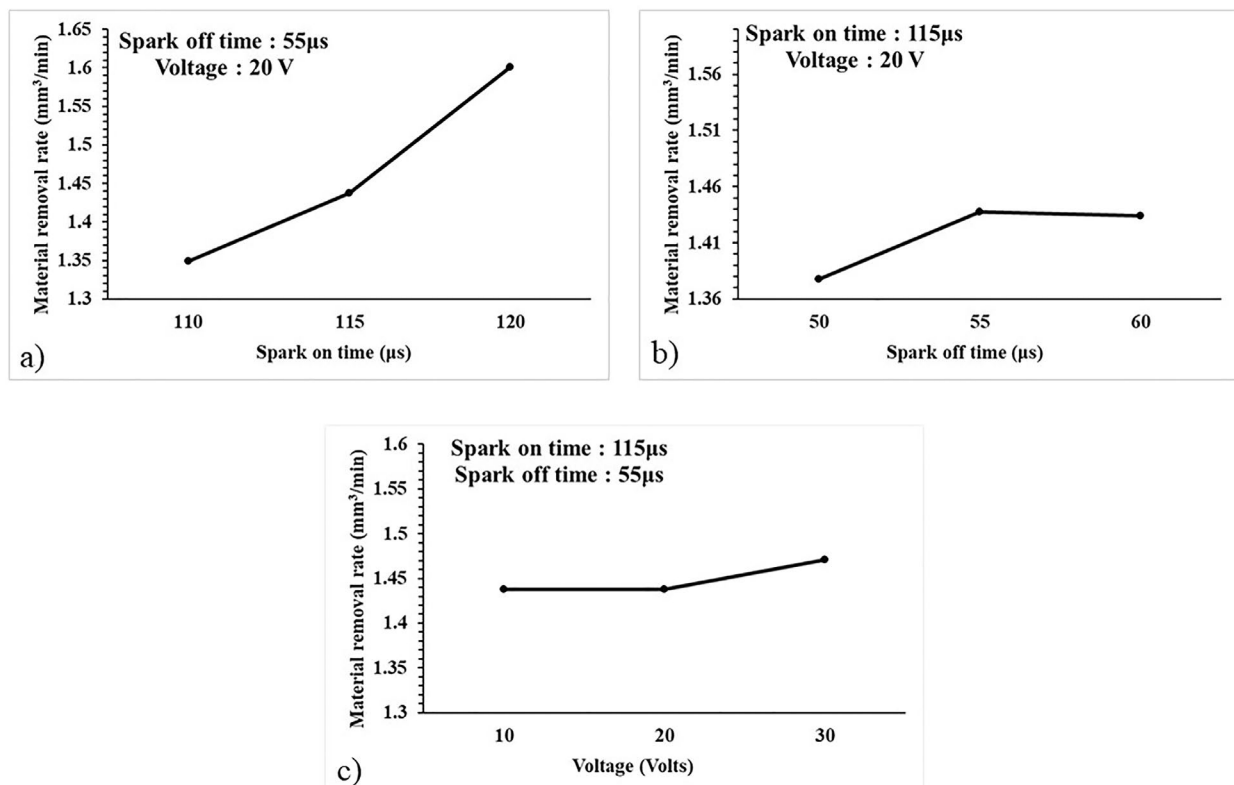 Spark off time : 55μs
Voltage : 20 V
Material removal rate (mm³/min)
1.65
1.6
1.55
1.5
1.45
1.4
1.35
1.3
110 115 120
Spark on time (μs)
a)
Spark on time : 115μs
Voltage : 20 V
Material removal rate (mm³/min)
1.56
1.51
1.46
1.41
1.36
50 55 60
Spark off time (μs)
b)
Spark on time : 115μs
Spark off time : 55μs
Material removal rate (mm³/min)
1.6
1.55
1.5
1.45
1.4
1.35
1.3
10 20 30
Voltage (Volts)
c)